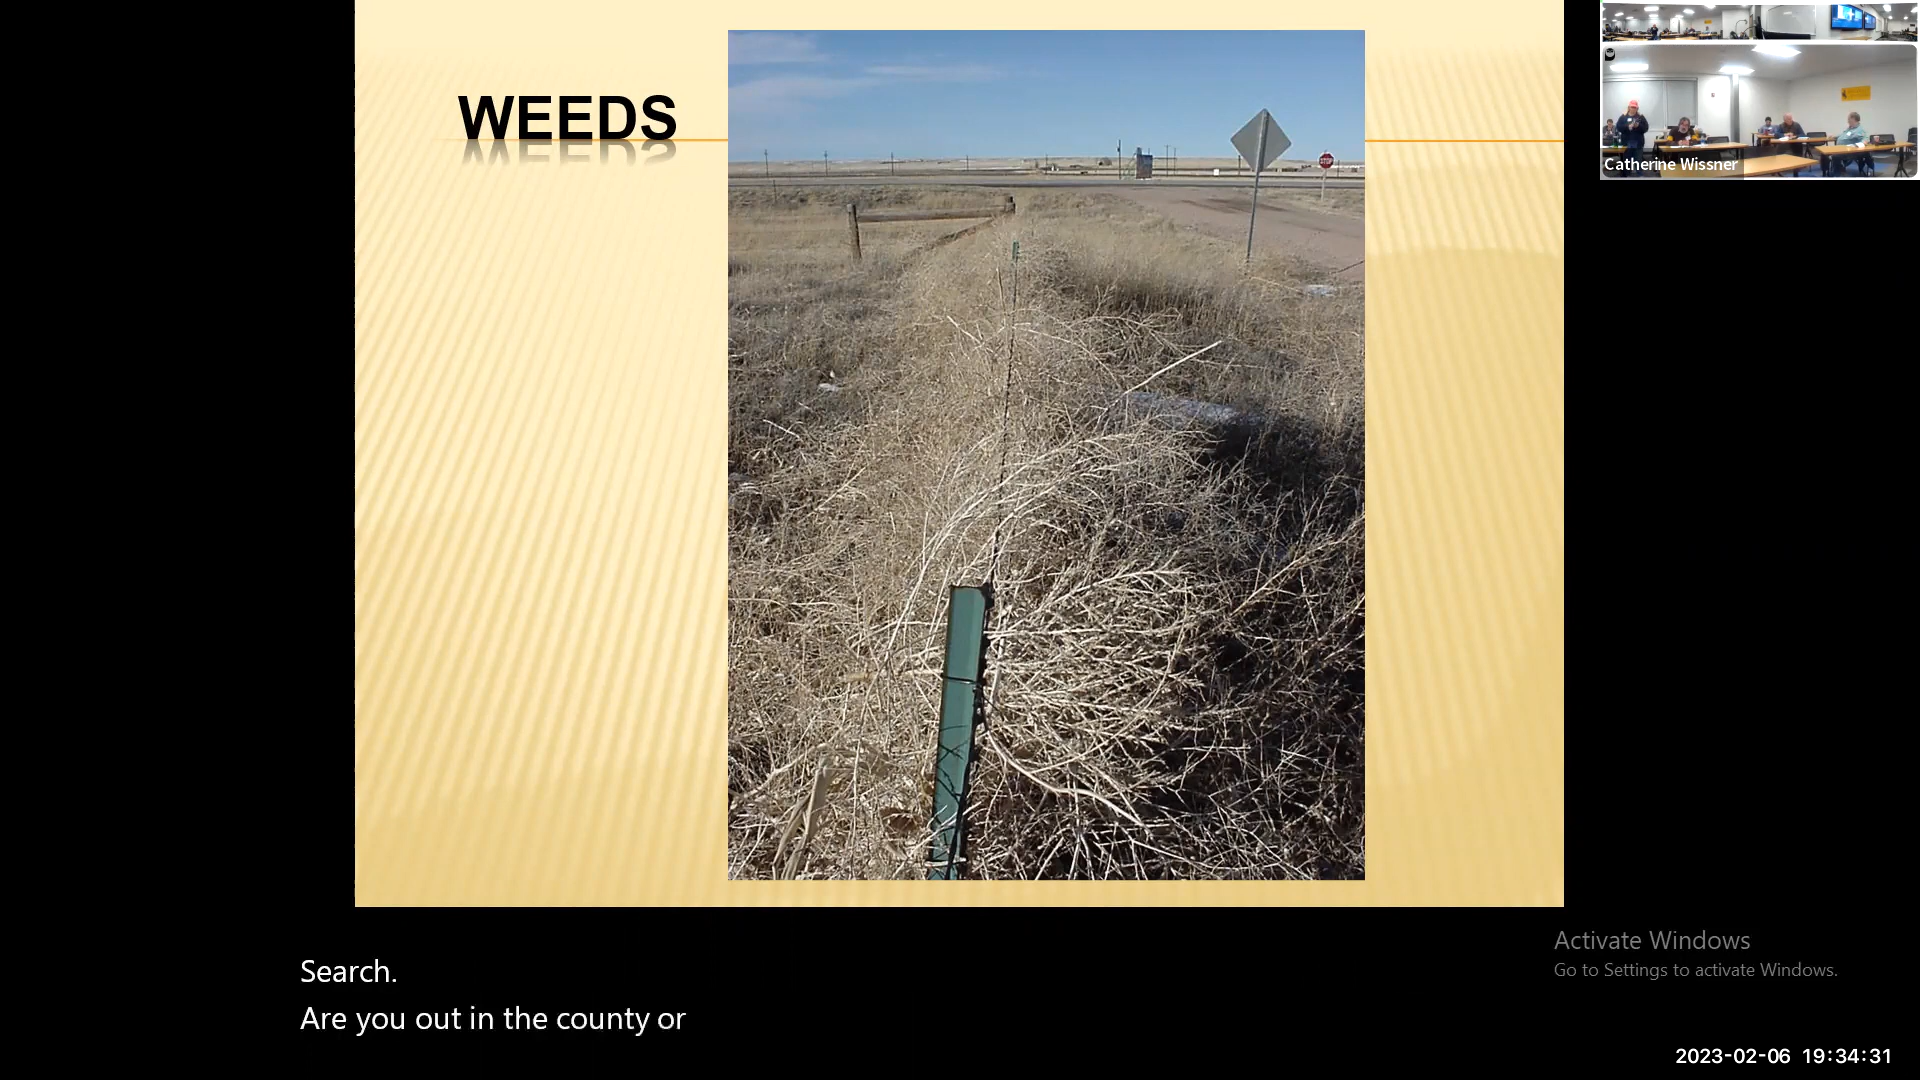 WEEDS
STOP
Catherine Wissner
Search.
Are you out in the county or
Activate Windows
Go to Settings to activate Windows.
2023-02-06 19:34:31